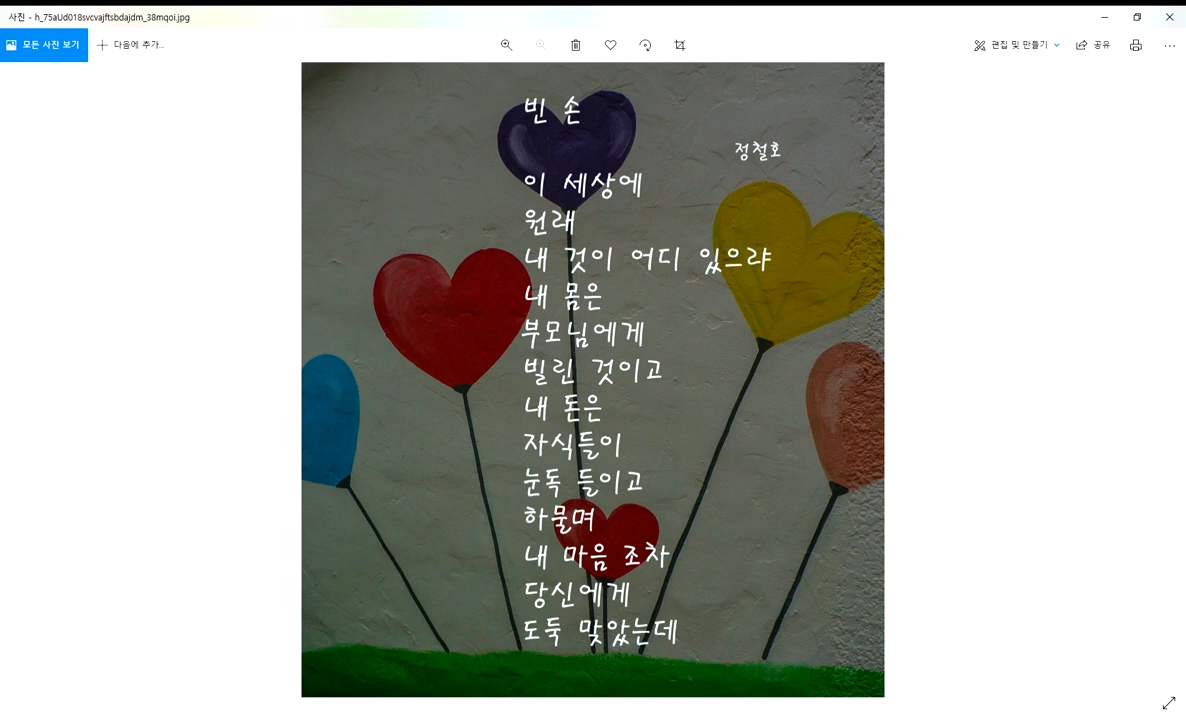 사진 - h_75aUd018svcvajftsbdajdm_38mqoi.jpg
모든 사진 보기
다음에 추가...
편집 및 만들기
공유
빈 손
정철호
이 세상에
원래
내 것이 어디 있으랴
내 몸은
부모님에게
빌린 것이고
내 돈은
자식들이
눈독 들이고
하물며
내 마음 조차
당신에게
도둑 맞았는데